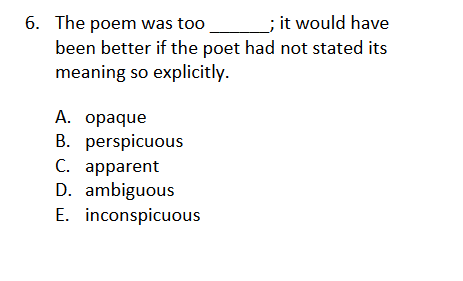 6. The poem was too ______; it would have
been better if the poet had not stated its
meaning so explicitly.
A. opaque
B. perspicuous
C. apparent
D. ambiguous
E. inconspicuous